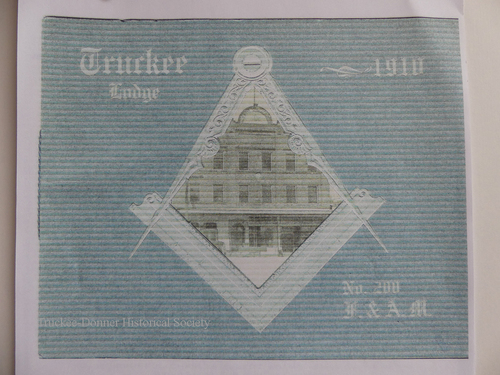 Truckee
Lodge
1910
No. 200
F. & A.M
Truckee-Donner Historical Society